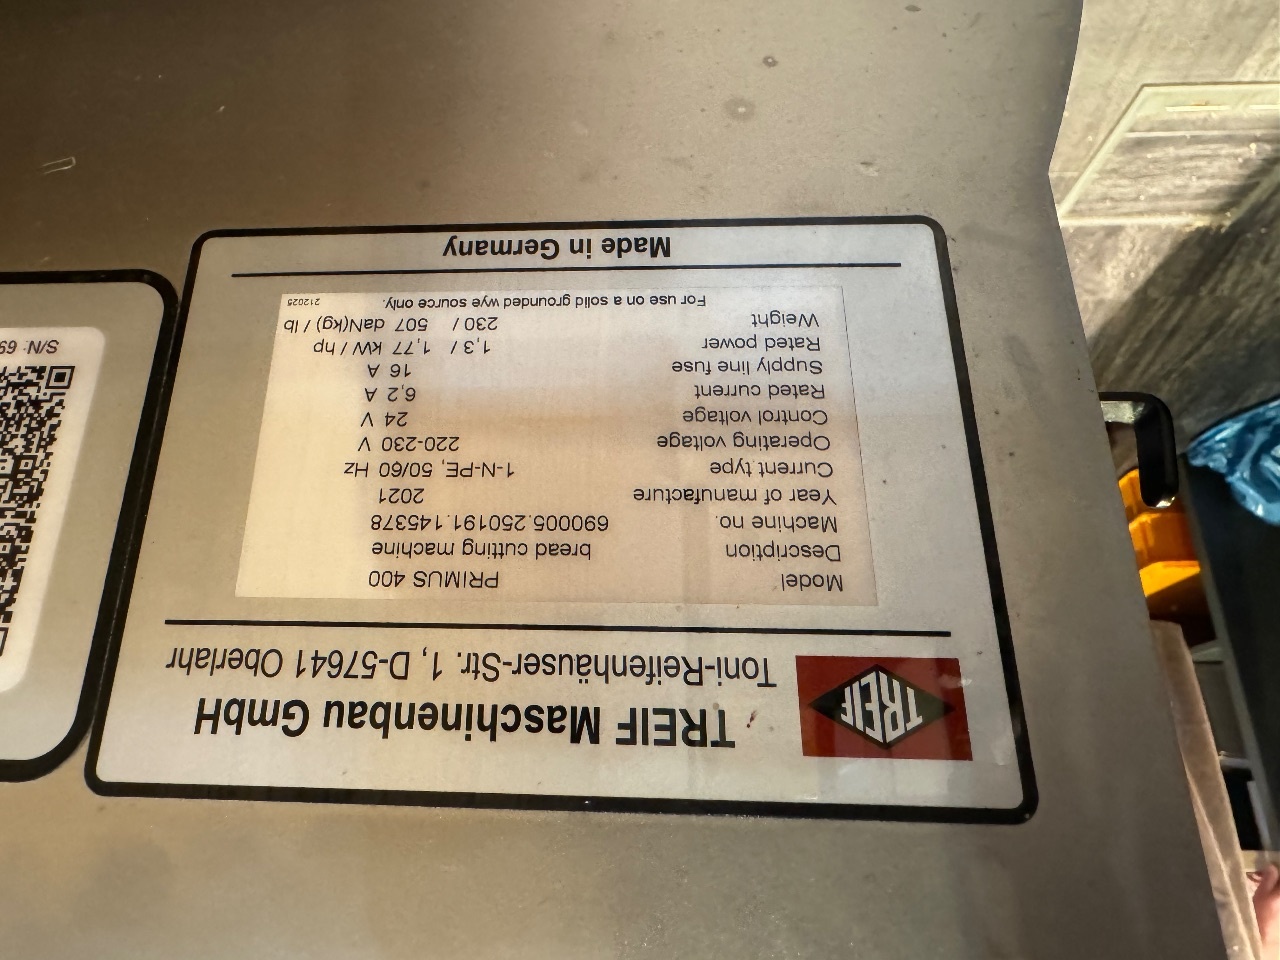 TREIF
TREIF Maschinenbau GmbH
Toni-Reifenhäuser-Str. 1, D-57641 Oberlahr
Model PRIMUS 400
Description bread cutting machine
Machine no. 690005.250191.145378
Year of manufacture 2021
Current type 1-N-PE, 50/60 Hz
Operating voltage 220-230 V
Control voltage 24 V
Rated current 6,2 A
Supply line fuse 16 A
Rated power 1,3 / 1,77 kW / hp
Weight 230 / 507 daN(kg) / lb
For use on a solid grounded wye source only. 212025
Made in Germany
S/N: 69